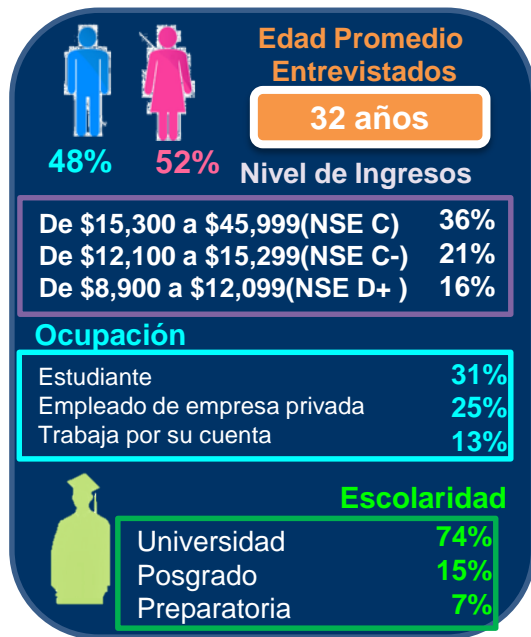 Edad Promedio
Entrevistados
32 años
48% 52%
Nivel de Ingresos
De $15,300 a $45,999(NSE C) 36%
De $12,100 a $15,299(NSE C-) 21%
De $8,900 a $12,099(NSE D+ ) 16%
Ocupación
Estudiante 31%
Empleado de empresa privada 25%
Trabaja por su cuenta 13%
Escolaridad
Universidad 74%
Posgrado 15%
Preparatoria 7%